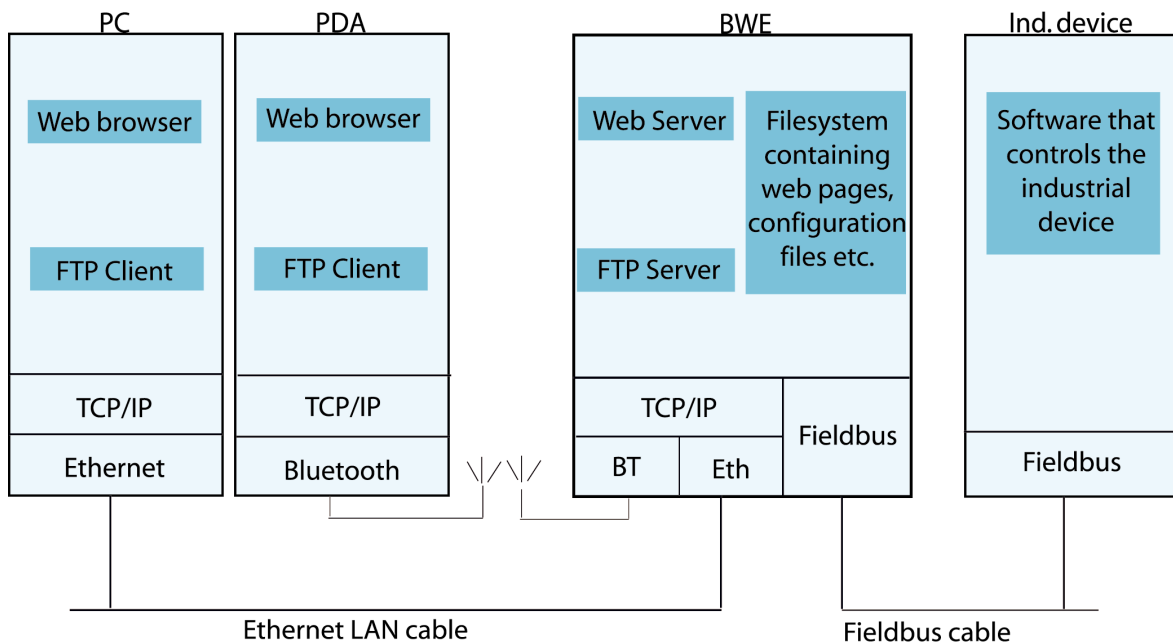 PC
Web browser
FTP Client
TCP/IP
Ethernet
PDA
Web browser
FTP Client
TCP/IP
Bluetooth
BWE
Web Server
FTP Server
Filesystem
containing
web pages,
configuration
files etc.
TCP/IP
BT
Eth
Fieldbus
Ind. device
Software that
controls the
industrial
device
Fieldbus
Ethernet LAN cable
Fieldbus cable